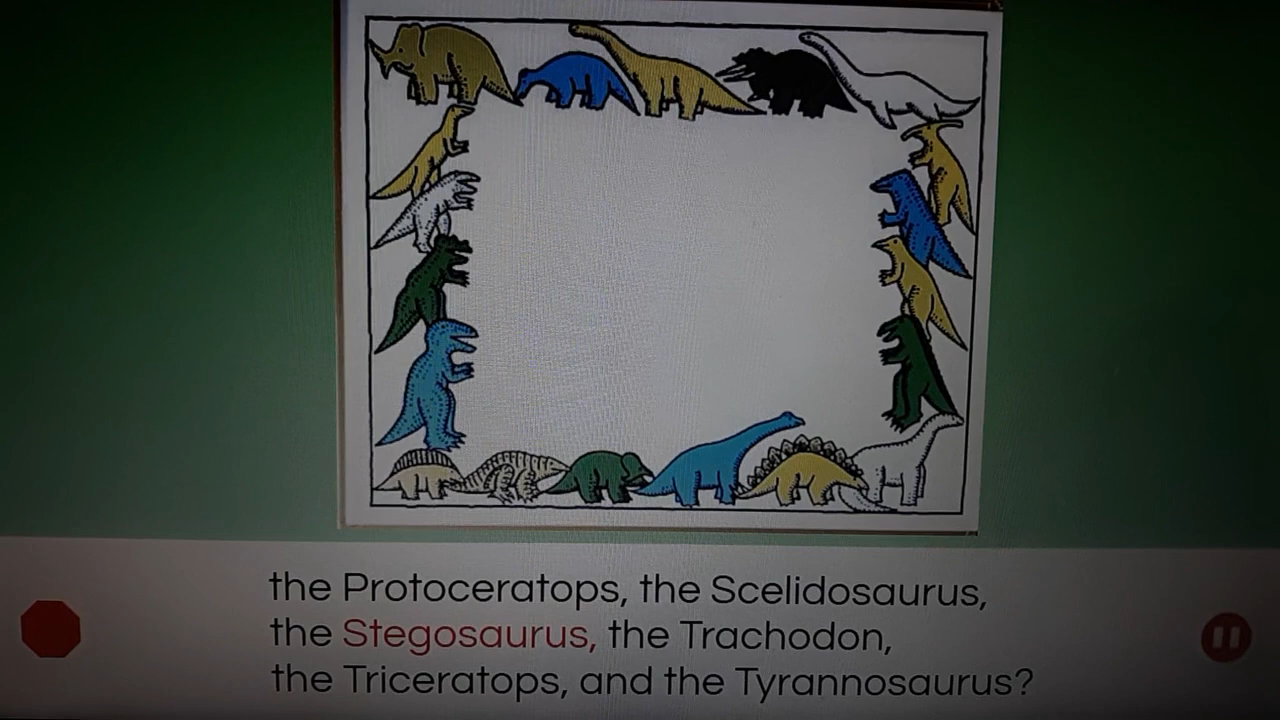 the Protoceratops, the Scelidosaurus,
the Stegosaurus, the Trachodon,
the Triceratops, and the Tyrannosaurus?